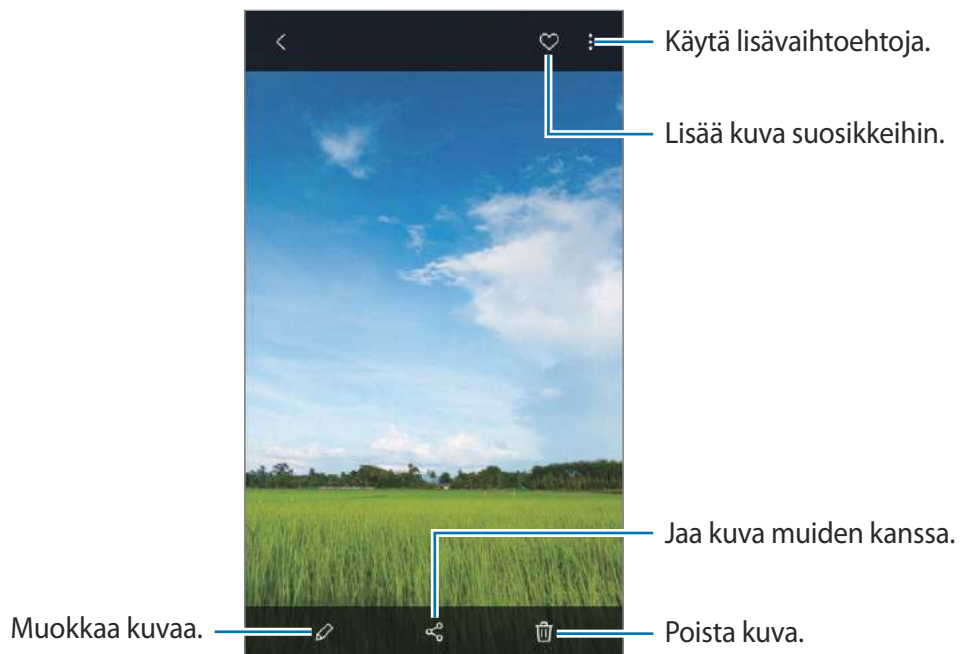 Käytä lisävaihtoehtoja.
Lisää kuva suosikkeihin.
Jaa kuva muiden kanssa.
Muokkaa kuvaa.
Poista kuva.